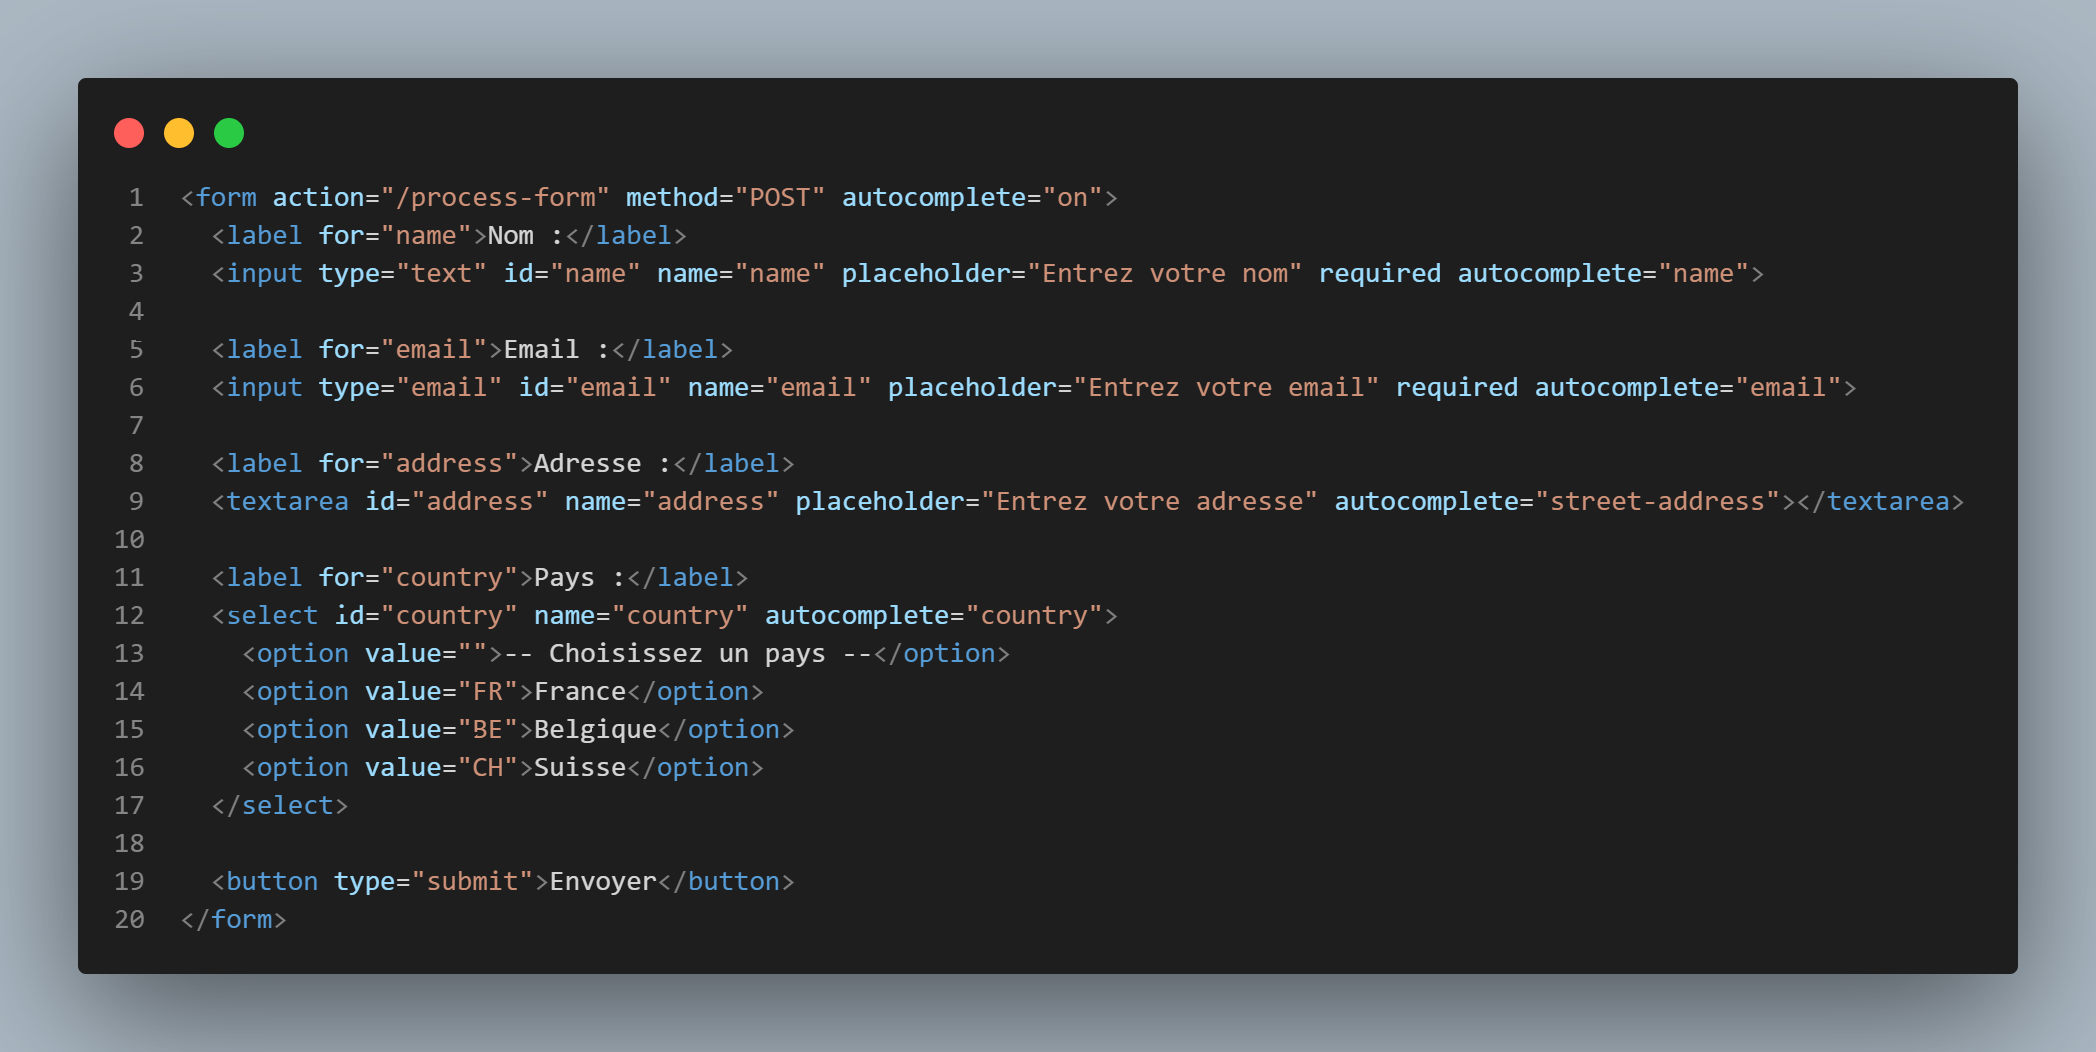 1 <form action="/process-form" method="POST" autocomplete="on">
2   <label for="name">Nom :</label>
3   <input type="text" id="name" name="name" placeholder="Entrez votre nom" required autocomplete="name">
4
5   <label for="email">Email :</label>
6   <input type="email" id="email" name="email" placeholder="Entrez votre email" required autocomplete="email">
7
8   <label for="address">Adresse :</label>
9   <textarea id="address" name="address" placeholder="Entrez votre adresse" autocomplete="street-address"></textarea>
10
11   <label for="country">Pays :</label>
12   <select id="country" name="country" autocomplete="country">
13     <option value="">-- Choisissez un pays --</option>
14     <option value="FR">France</option>
15     <option value="BE">Belgique</option>
16     <option value="CH">Suisse</option>
17   </select>
18
19   <button type="submit">Envoyer</button>
20 </form>